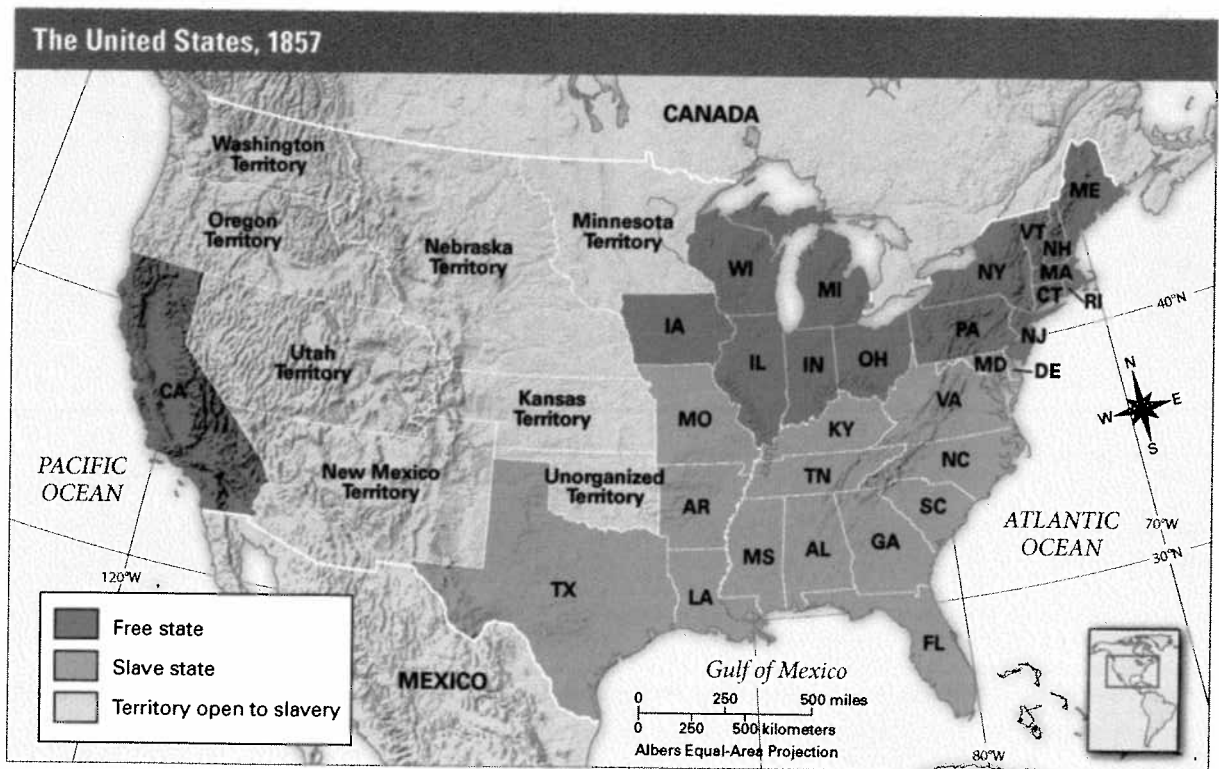 The United States, 1857
CANADA
Washington
Territory
Oregon
Territory
Nebraska
Territory
Minnesota
Territory
ME
VT
NH
WI
MI
NY
MA
CT
RI
40°N
IA
PA
NJ
Utah
Territory
IL
IN
OH
MD
DE
CA
Kansas
Territory
MO
VA
KY
N
W
E
S
PACIFIC
OCEAN
New Mexico
Territory
Unorganized
Territory
TN
NC
AR
SC
ATLANTIC
OCEAN
70°W
30°N
MS
AL
GA
TX
LA
120°W
FL
Free state
Slave state
Territory open to slavery
MEXICO
Gulf of Mexico
0 250 500 miles
0 250 500 kilometers
Albers Equal-Area Projection
80°W